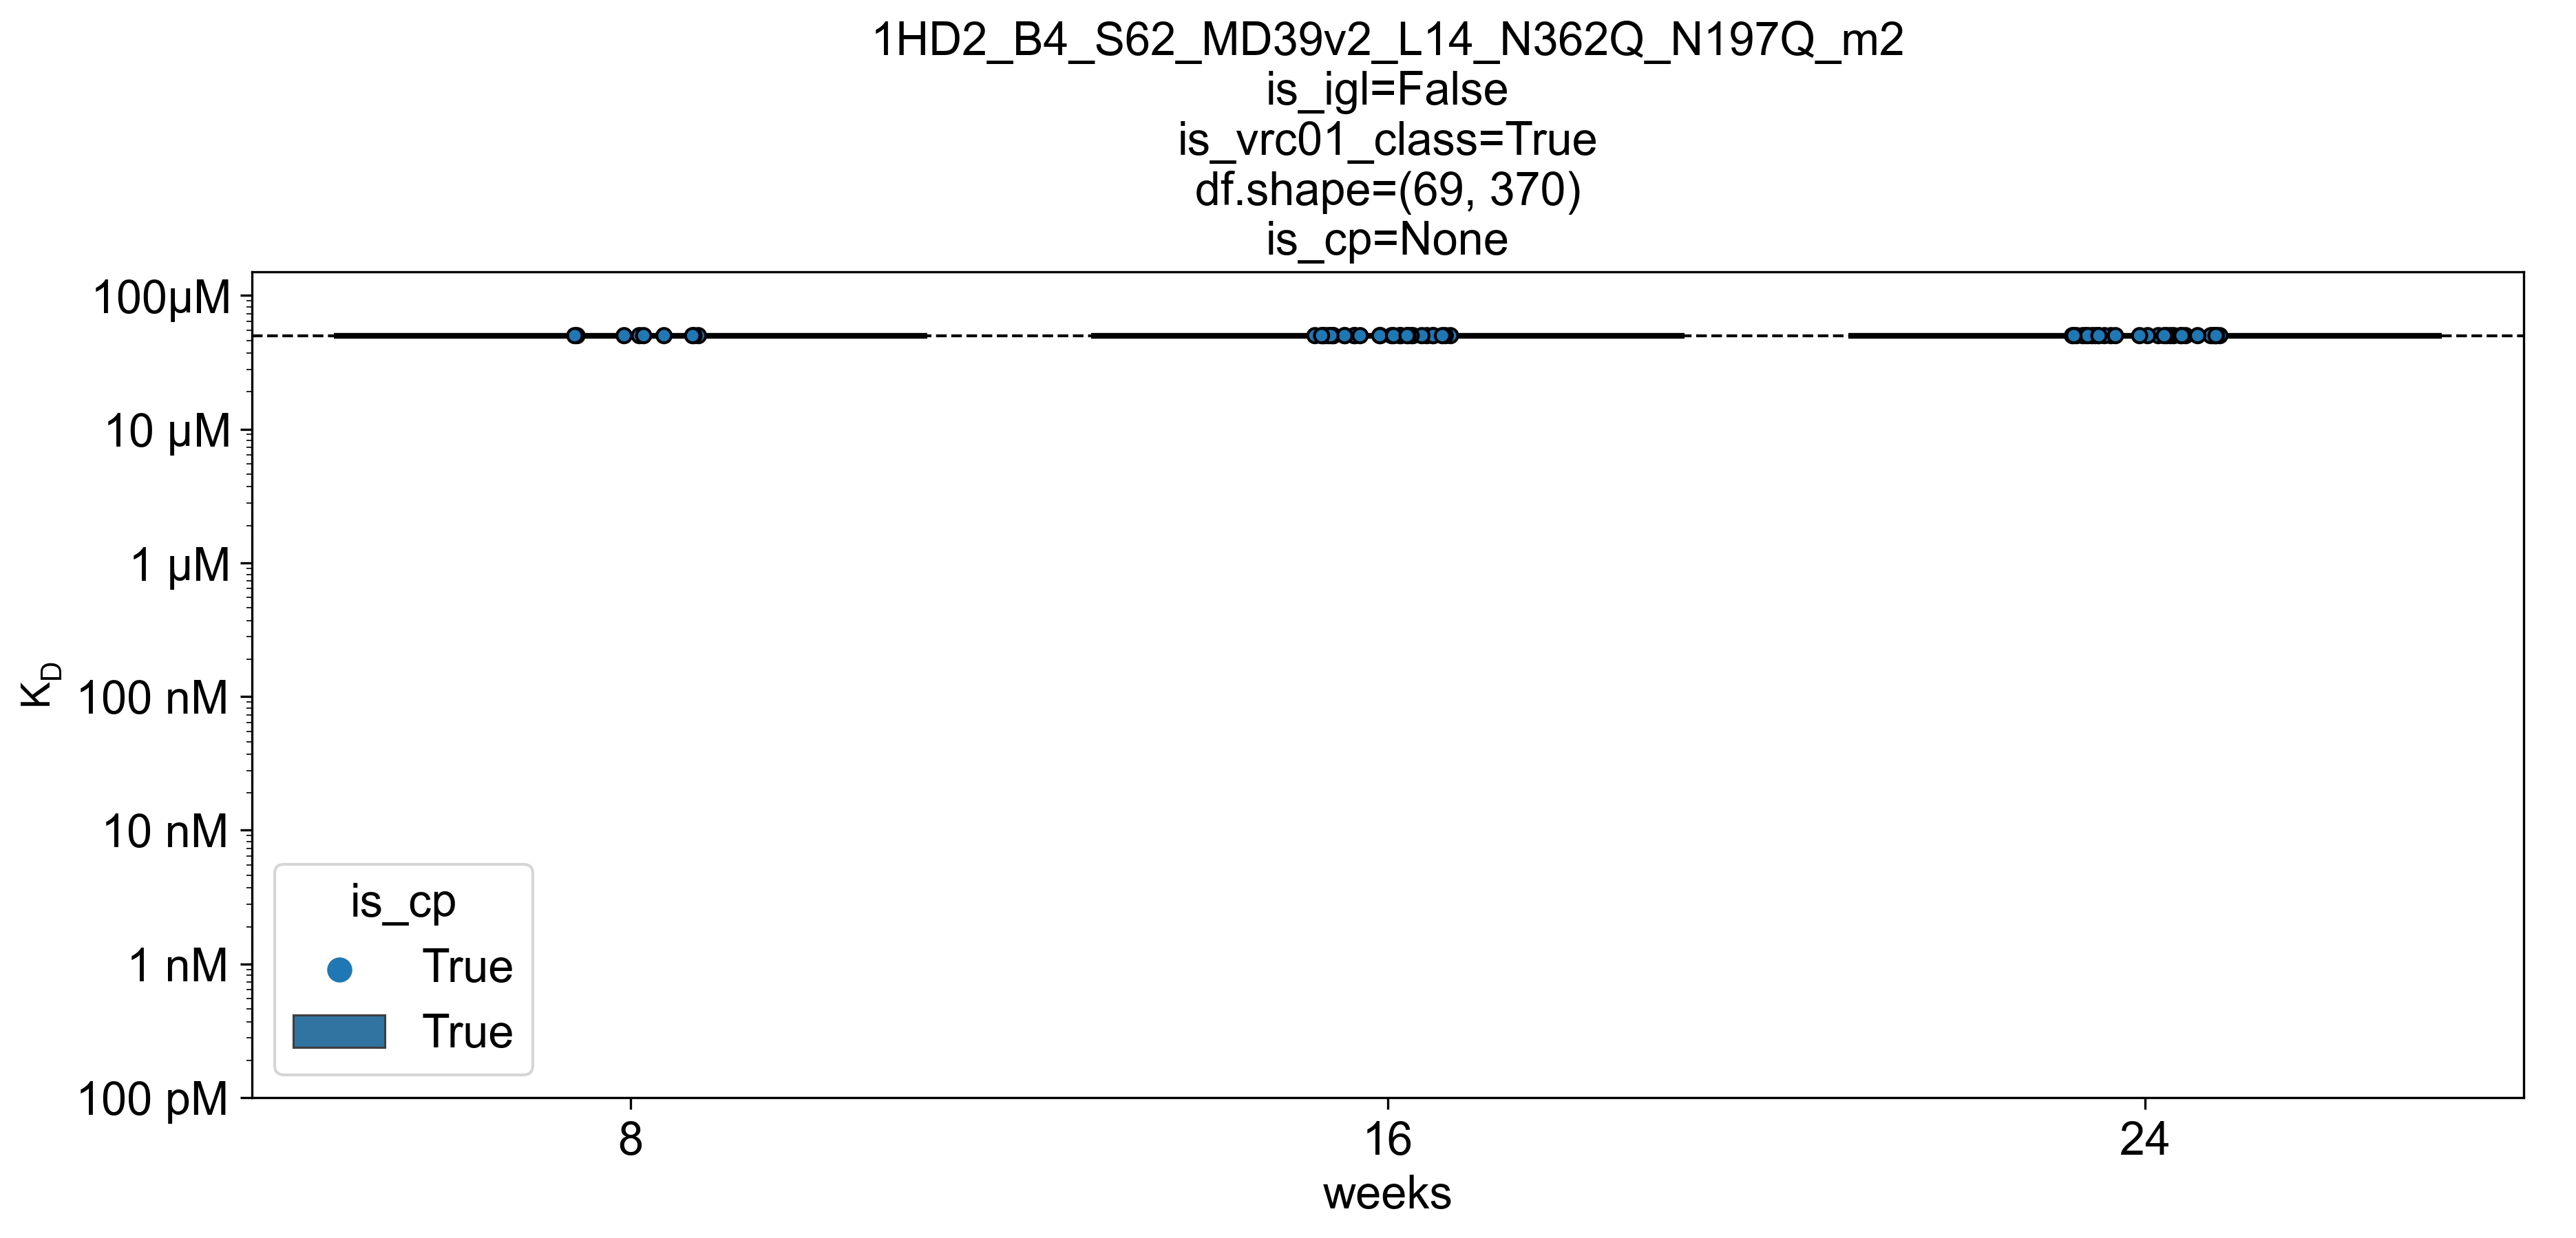 1HD2_B4_S62_MD39v2_L14_N362Q_N197Q_m2
is_igl=False
is_vrc01_class=True
df.shape=(69, 370)
is_cp=None
100μM
10 μM
1 μM
100 nM
10 nM
1 nM
100 pM
K_D
is_cp
True
True
8
16
24
weeks